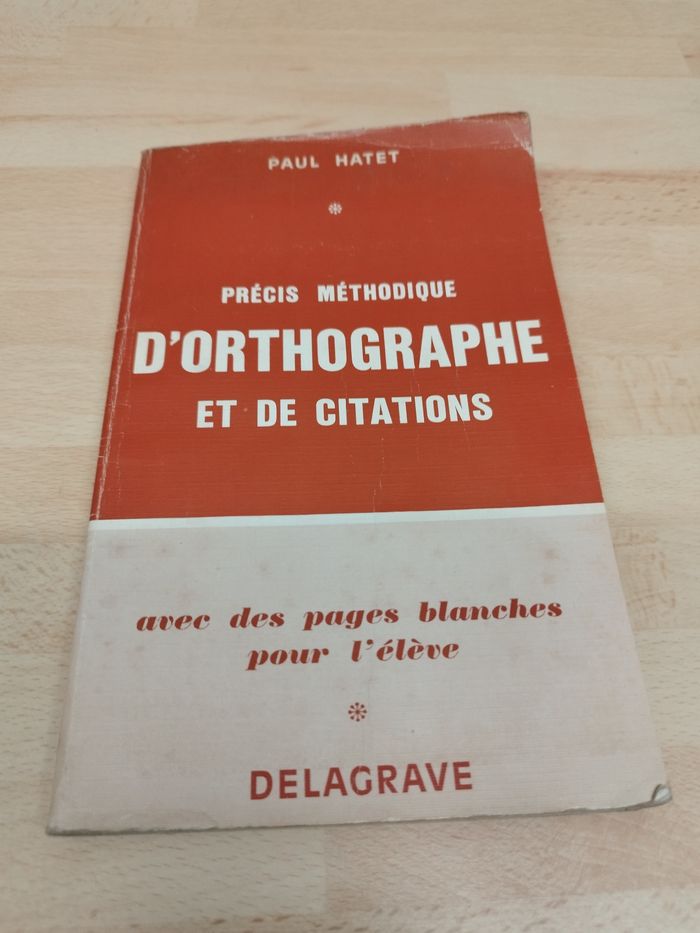 PAUL HATET
PRÉCIS MÉTHODIQUE
D'ORTHOGRAPHE
ET DE CITATIONS
avec des pages blanches
pour l'élève
DELAGRAVE